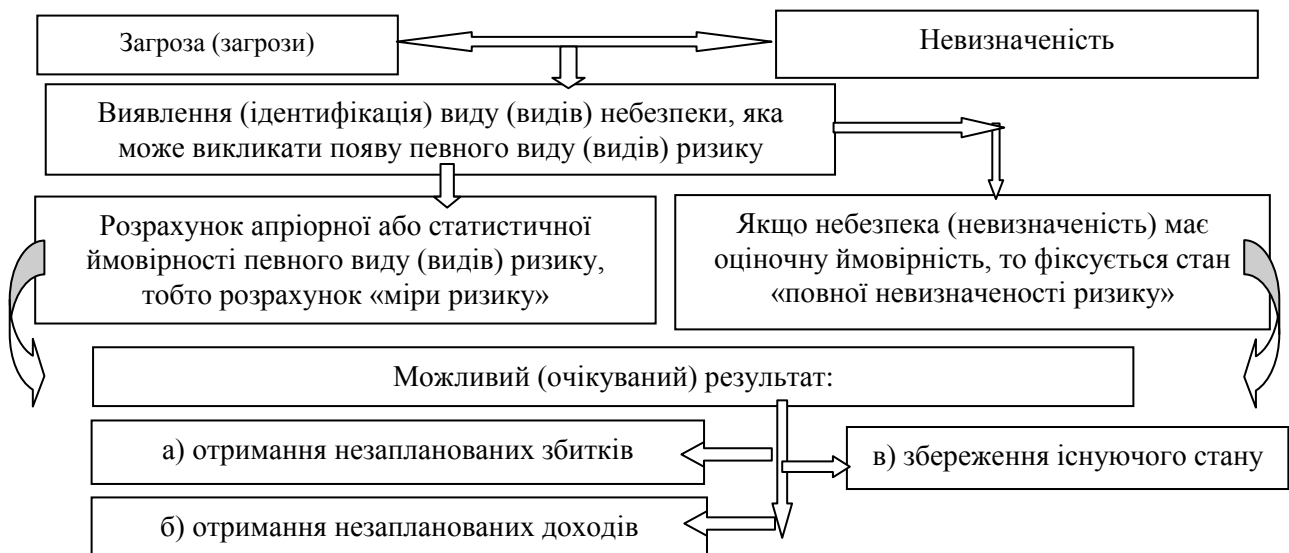 Загроза (загрози)
Невизначеність
Виявлення (ідентифікація) виду (видів) небезпеки, яка
може викликати появу певного виду (видів) ризику
Розрахунок апріорної або статистичної
ймовірності певного виду (видів) ризику,
тобто розрахунок «міри ризику»
Якщо небезпека (невизначеність) має
оціночну ймовірність, то фіксується стан
«повної невизначеності ризику»
Можливий (очікуваний) результат:
а) отримання незапланованих збитків
в) збереження існуючого стану
б) отримання незапланованих доходів